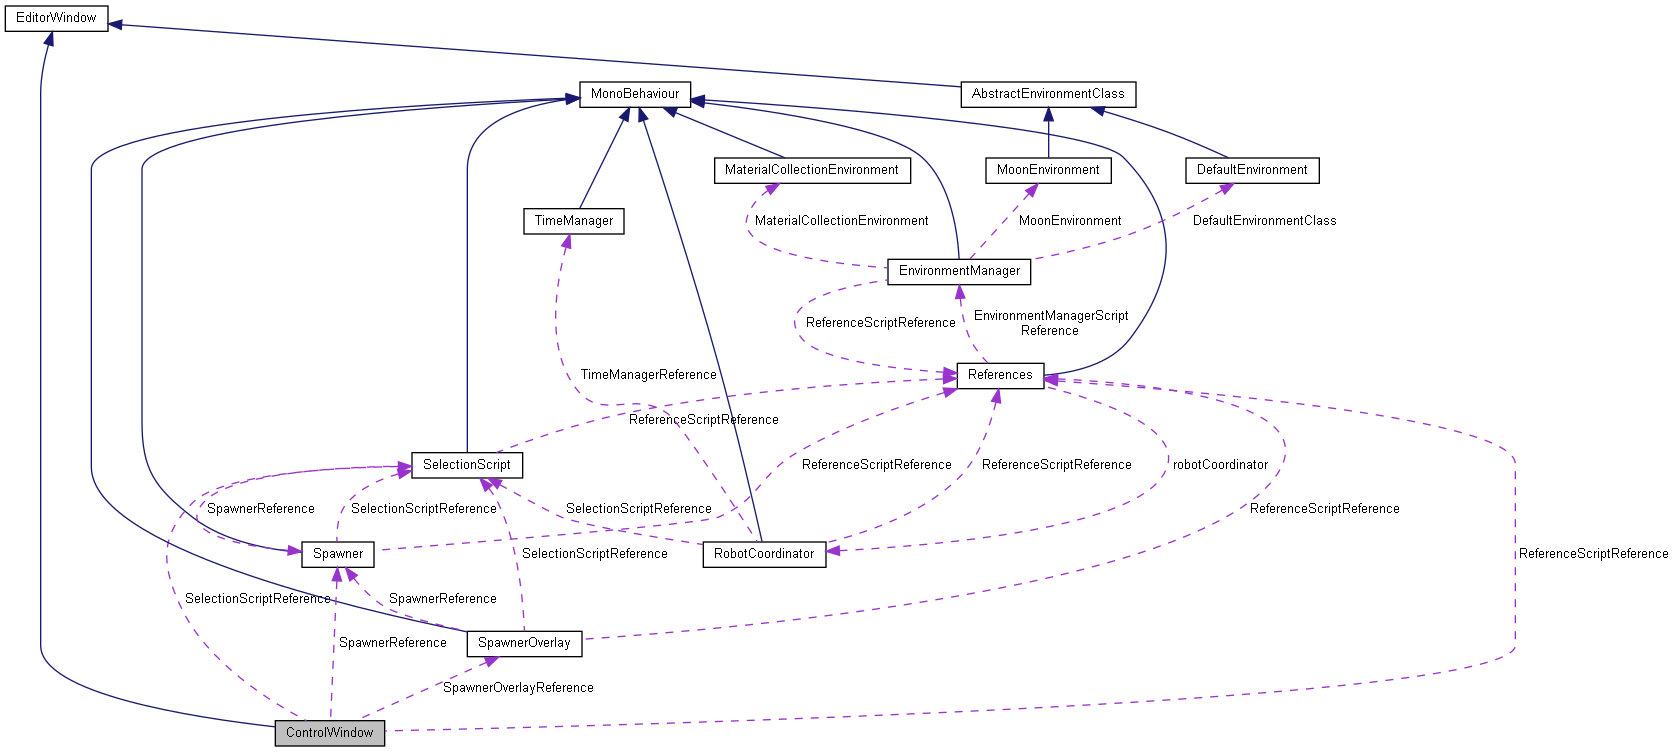 EditorWindow
MonoBehaviour
AbstractEnvironmentClass
MaterialCollectionEnvironment
MoonEnvironment
DefaultEnvironment
TimeManager
MaterialCollectionEnvironment
MoonEnvironment
DefaultEnvironmentClass
EnvironmentManager
ReferenceScriptReference
EnvironmentManagerScript
Reference
TimeManagerReference
References
ReferenceScriptReference
SelectionScript
ReferenceScriptReference
ReferenceScriptReference
robotCoordinator
SpawnerReference
SelectionScriptReference
SelectionScriptReference
ReferenceScriptReference
Spawner
SelectionScriptReference
RobotCoordinator
ReferenceScriptReference
SelectionScriptReference
SpawnerReference
SpawnerReference
SpawnerOverlay
SpawnerOverlayReference
ControlWindow